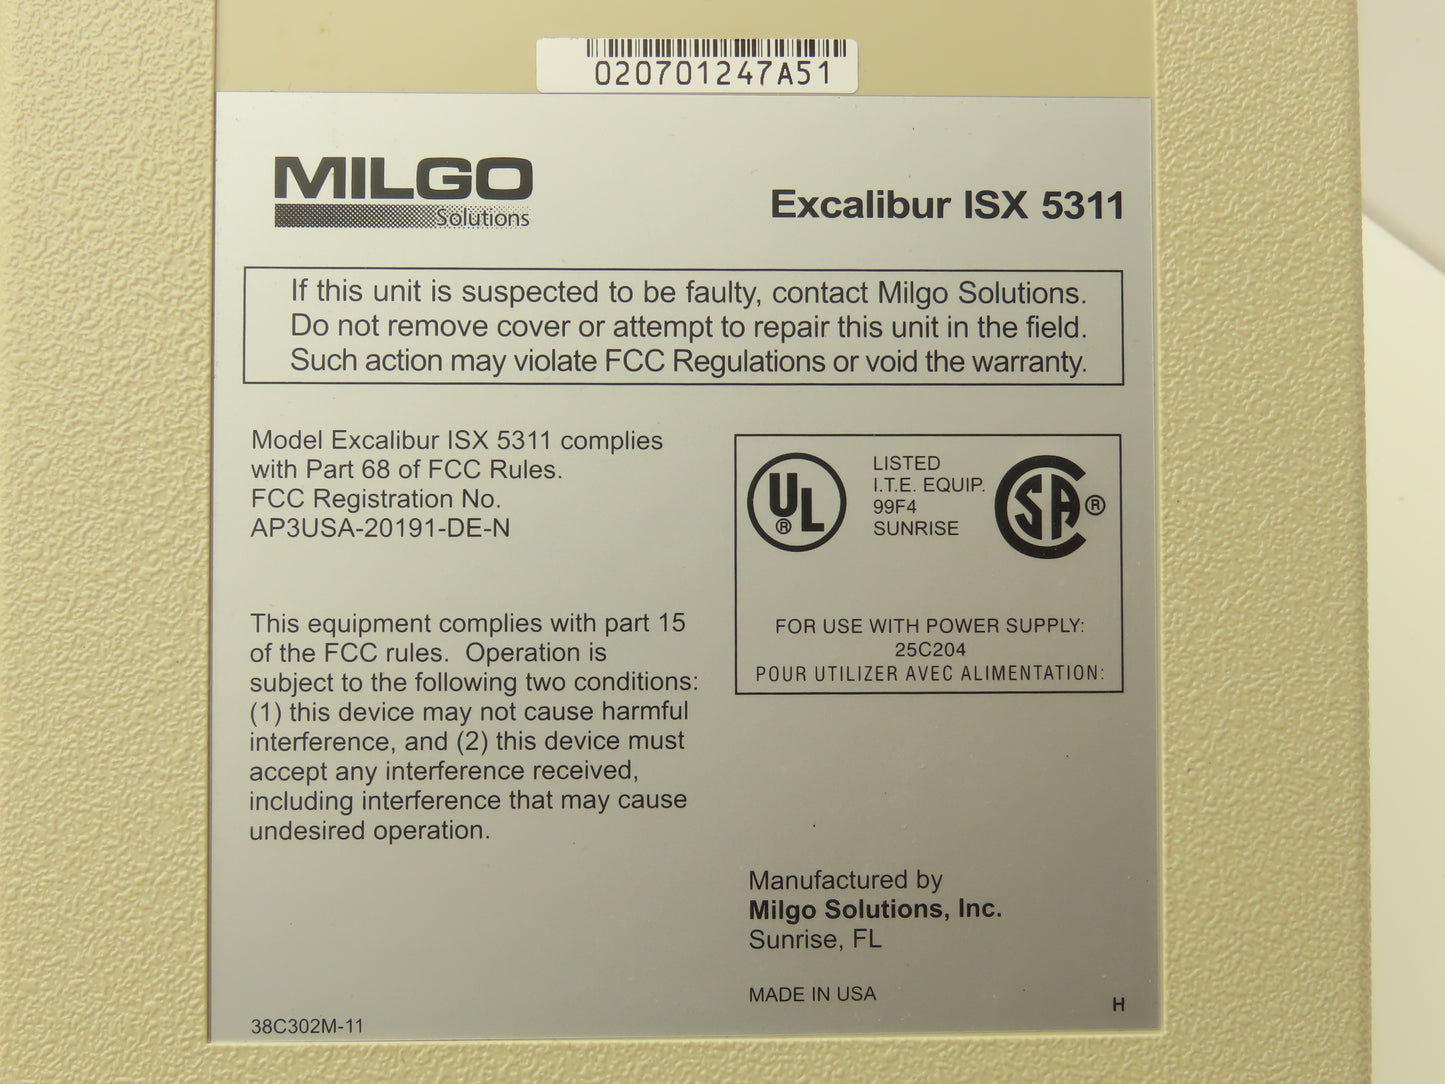 020701247A51
MILGO
Solutions
Excalibur ISX 5311
If this unit is suspected to be faulty, contact Milgo Solutions.
Do not remove cover or attempt to repair this unit in the field.
Such action may violate FCC Regulations or void the warranty.
Model Excalibur ISX 5311 complies
with Part 68 of FCC Rules.
FCC Registration No.
AP3USA-20191-DE-N
This equipment complies with part 15
of the FCC rules.  Operation is
subject to the following two conditions:
(1) this device may not cause harmful
interference, and (2) this device must
accept any interference received,
including interference that may cause
undesired operation.
UL
®
LISTED
I.T.E. EQUIP.
99F4
SUNRISE
CSA ®
FOR USE WITH POWER SUPPLY:
25C204
POUR UTILIZER AVEC ALIMENTATION:
Manufactured by
Milgo Solutions, Inc.
Sunrise, FL
MADE IN USA
H
38C302M-11